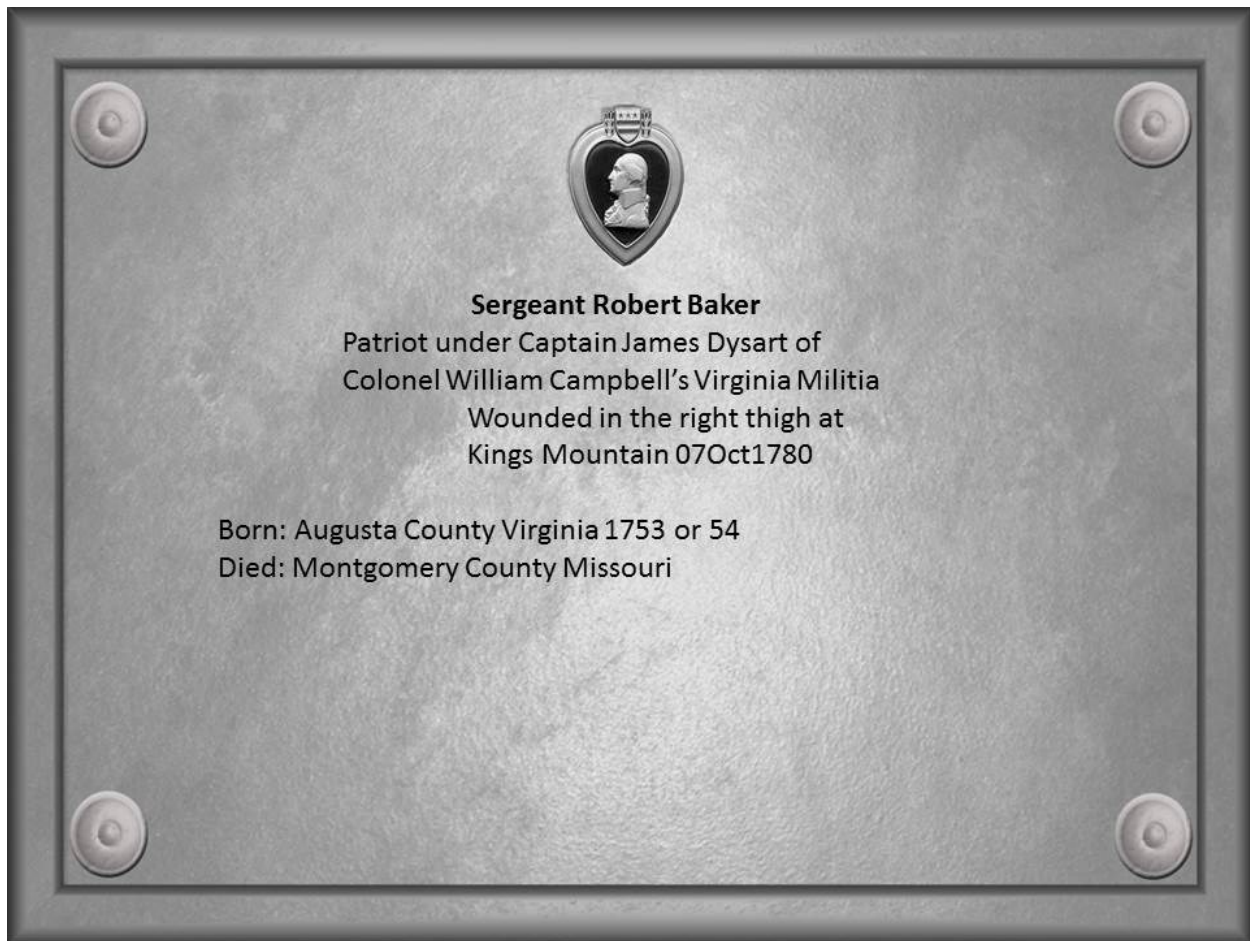 Sergeant Robert Baker
Patriot under Captain James Dysart of
Colonel William Campbell’s Virginia Militia
Wounded in the right thigh at
Kings Mountain 07Oct1780
Born: Augusta County Virginia 1753 or 54
Died: Montgomery County Missouri